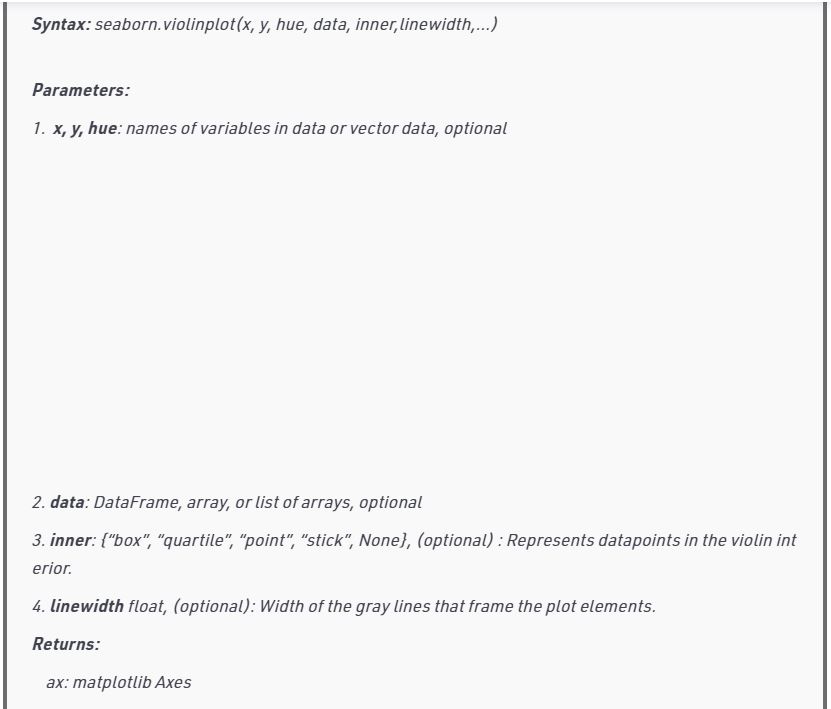 Syntax: seaborn.violinplot(x, y, hue, data, inner,linewidth,...)
Parameters:
1. x, y, hue: names of variables in data or vector data, optional
2. data: DataFrame, array, or list of arrays, optional
3. inner: {“box”, “quartile”, “point”, “stick”, None}, (optional) : Represents datapoints in the violin int
erior.
4. linewidth float, (optional): Width of the gray lines that frame the plot elements.
Returns:
ax: matplotlib Axes